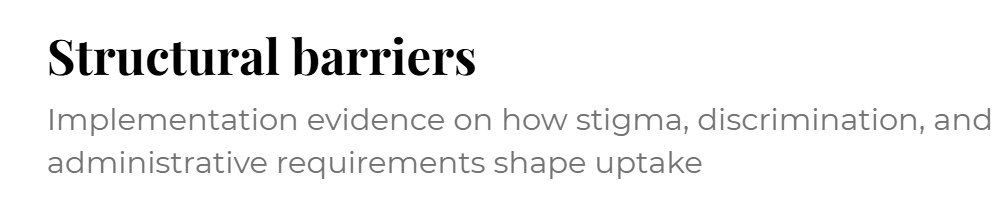 Structural barriers
Implementation evidence on how stigma, discrimination, and
administrative requirements shape uptake